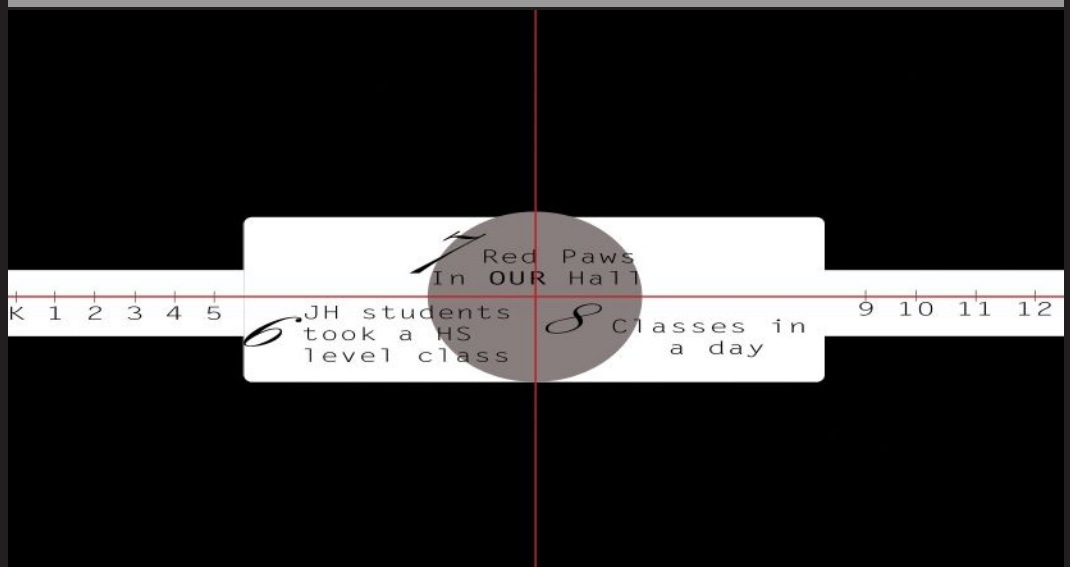 7 Red Paws
In OUR Hall
K 1 2 3 4 5
6 JH students
took a HS
level class
8 Classes in
a day
9 10 11 12